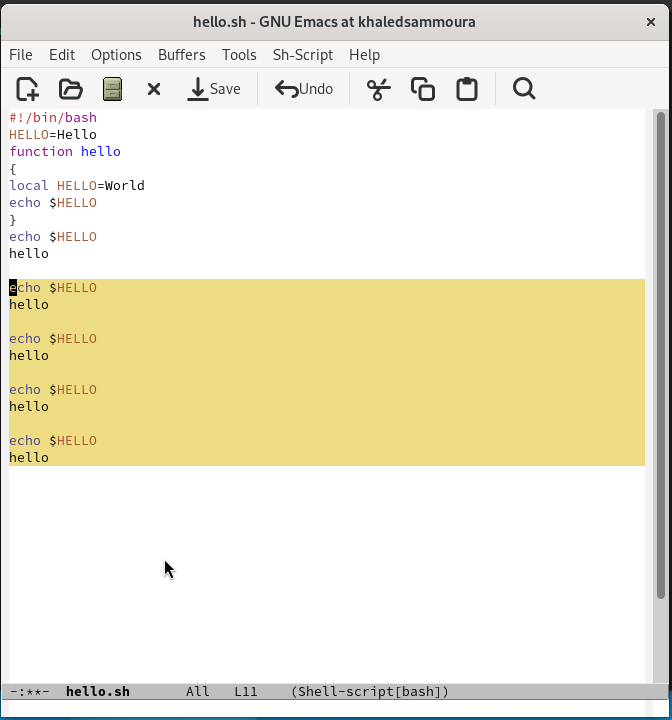 hello.sh - GNU Emacs at khaledsammoura
File Edit Options Buffers Tools Sh-Script Help
Save Undo
#!/bin/bash
HELLO=Hello
function hello
{
local HELLO=World
echo $HELLO
}
echo $HELLO
hello
echo $HELLO
hello
echo $HELLO
hello
echo $HELLO
hello
echo $HELLO
hello
-:**- hello.sh All L11 (Shell-script[bash])